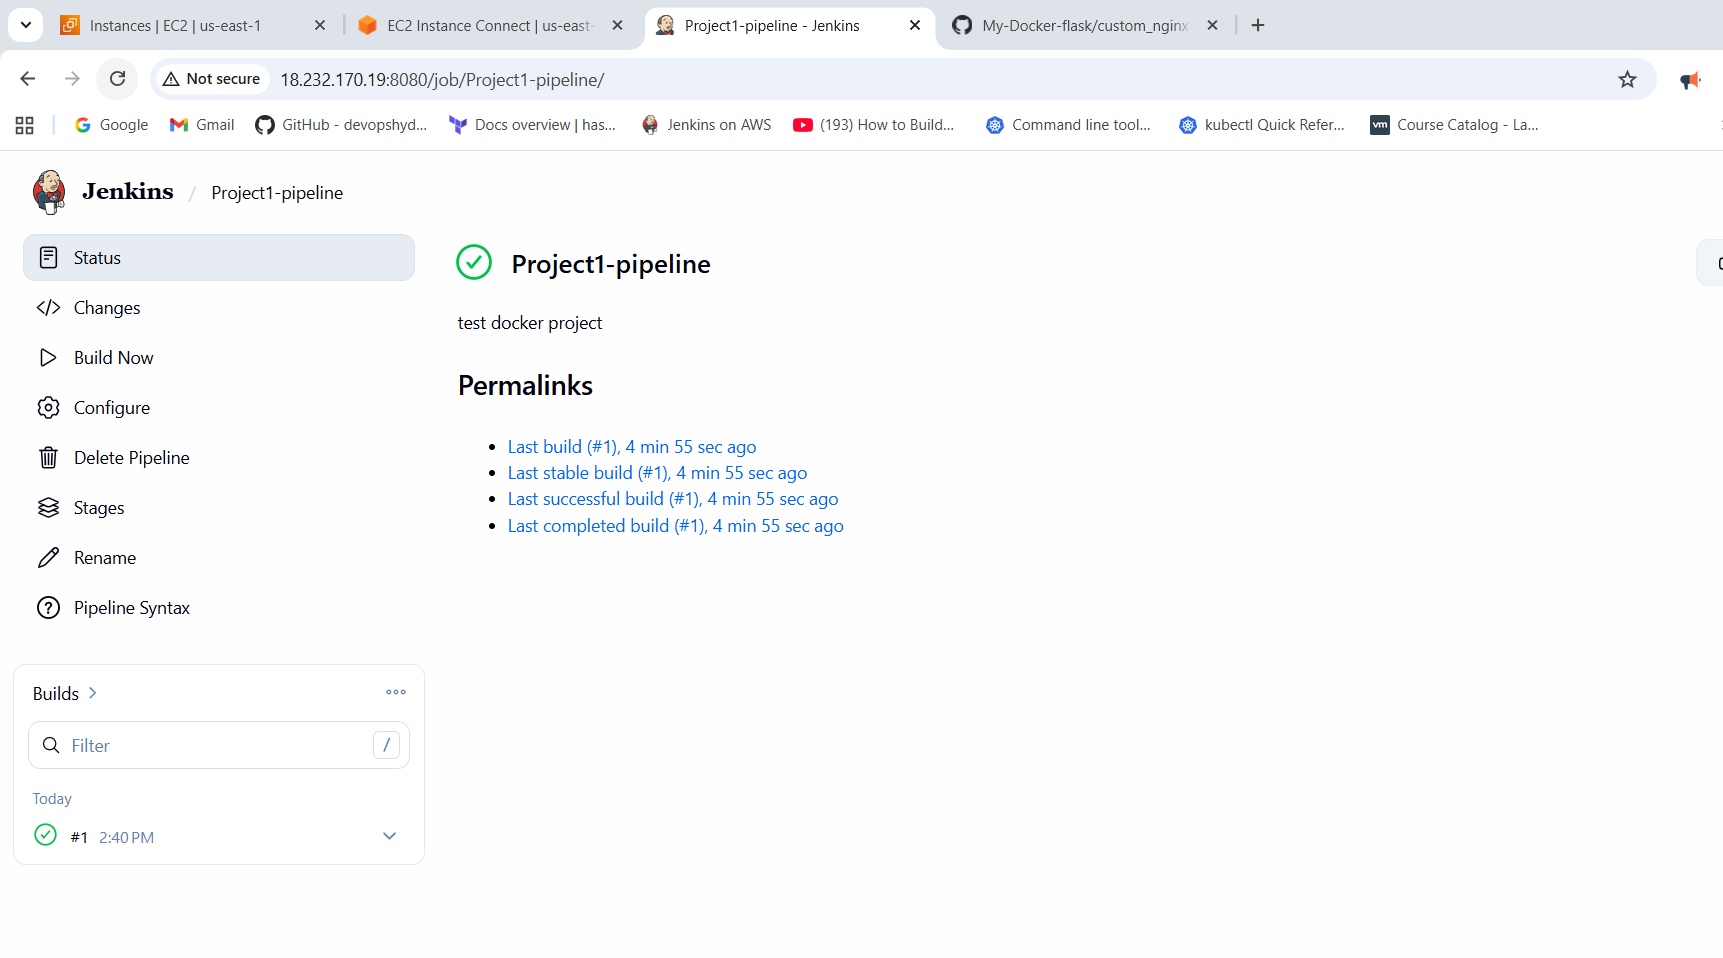 Instances | EC2 | us-east-1
EC2 Instance Connect | us-east-
Project1-pipeline - Jenkins
My-Docker-flask/custom_nginx
Not secure
18.232.170.19:8080/job/Project1-pipeline/
Google
Gmail
GitHub - devopshyd...
Docs overview | has...
Jenkins on AWS
(193) How to Build...
Command line tool...
kubectl Quick Refer...
vm
Course Catalog - La...
Jenkins / Project1-pipeline
Status
Changes
Build Now
Configure
Delete Pipeline
Stages
Rename
Pipeline Syntax
Builds
Filter
/
Today
#1 2:40 PM
Project1-pipeline
test docker project
Permalinks
Last build (#1), 4 min 55 sec ago
Last stable build (#1), 4 min 55 sec ago
Last successful build (#1), 4 min 55 sec ago
Last completed build (#1), 4 min 55 sec ago